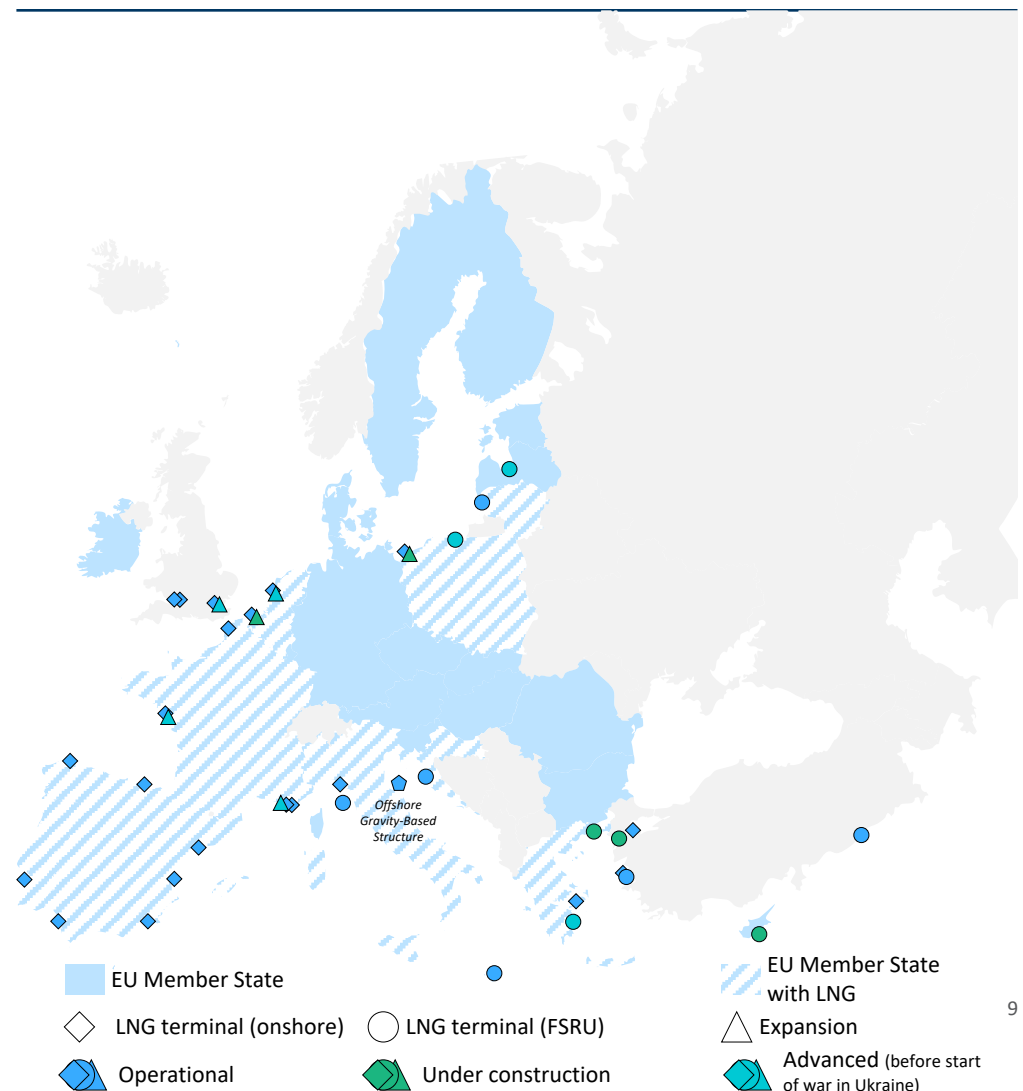 Offshore
Gravity-Based
Structure
EU Member State
EU Member State
with LNG
9
LNG terminal (onshore)
LNG terminal (FSRU)
Expansion
Operational
Under construction
Advanced (before start
of war in Ukraine)